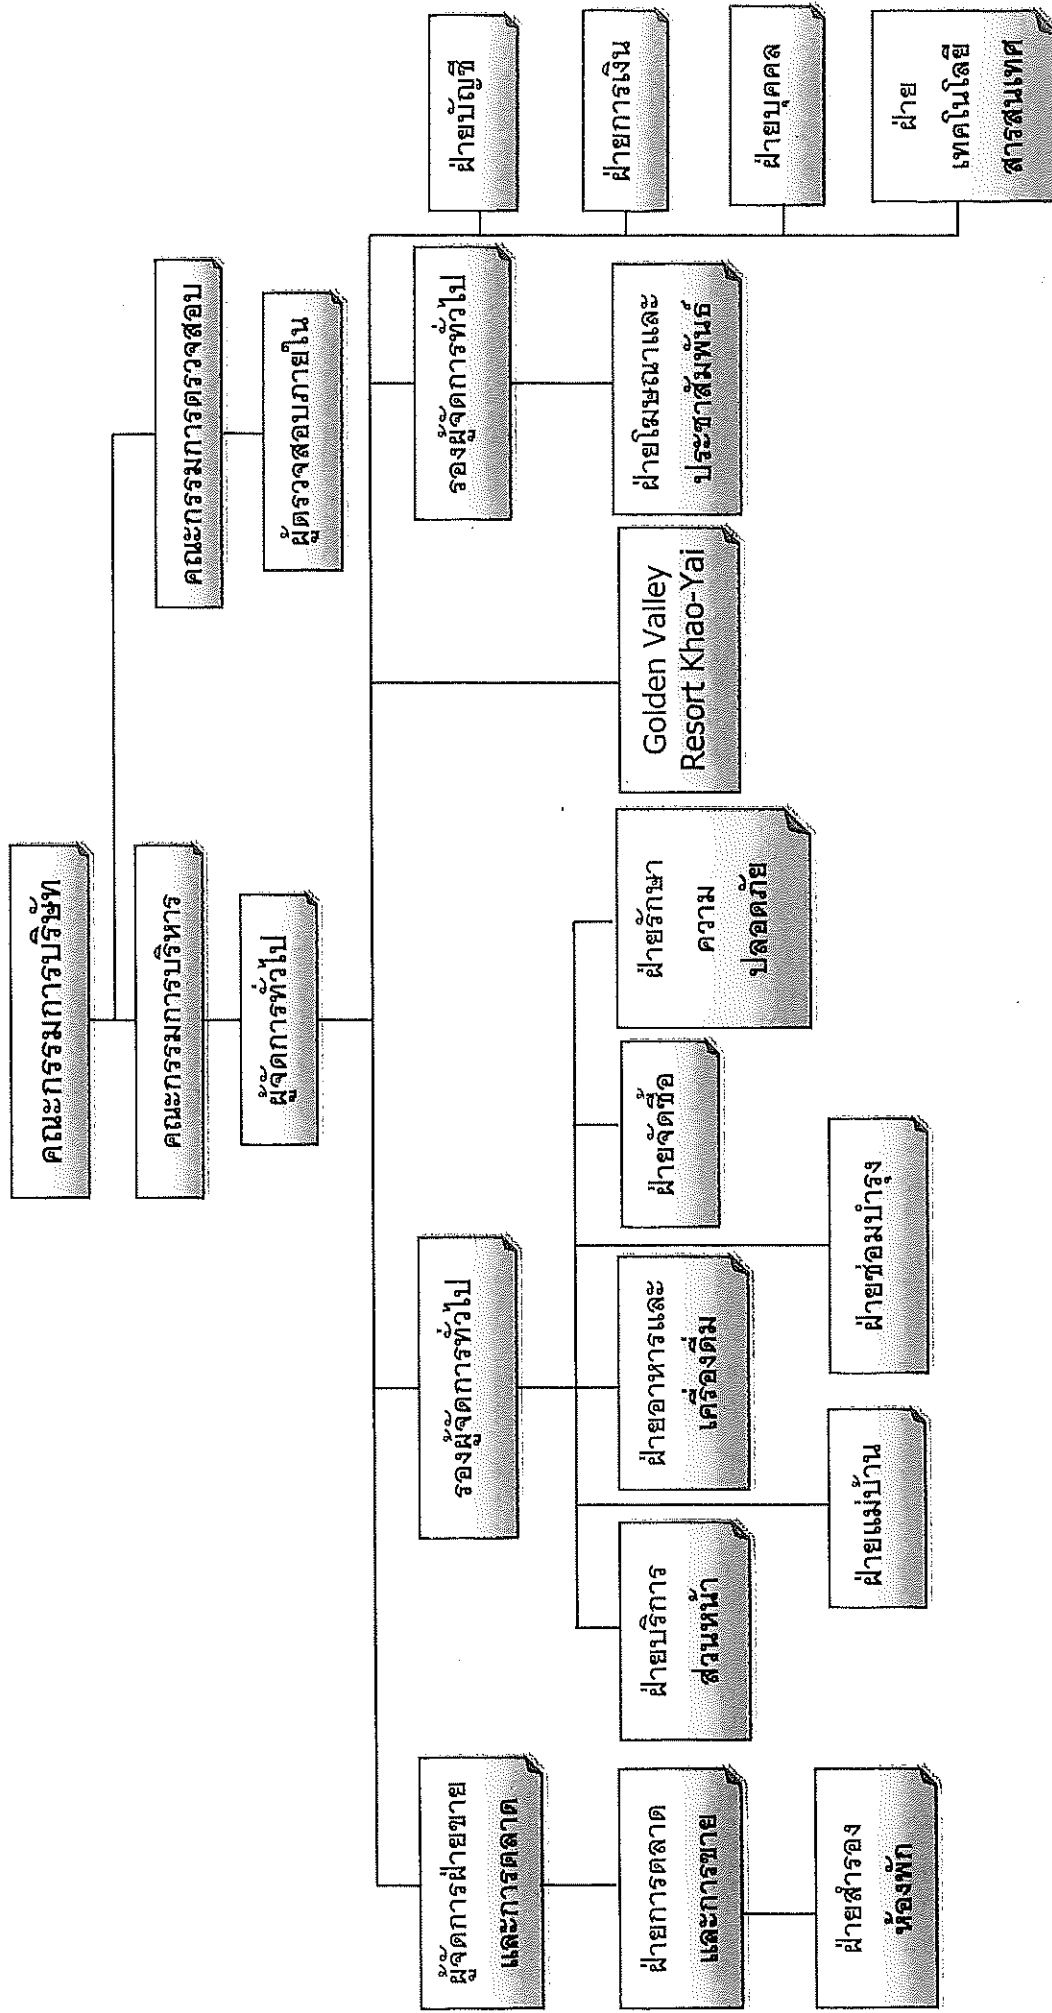 คณะกรรมการบริษัท
คณะกรรมการบริหาร
คณะกรรมการตรวจสอบ
ผู้จัดการทั่วไป
ผู้ตรวจสอบภายใน
ผู้จัดการฝ่ายขาย
และการตลาด
รองผู้จัดการทั่วไป
รองผู้จัดการทั่วไป
ฝ่ายบัญชี
ฝ่ายการเงิน
ฝ่ายบุคคล
ฝ่าย
เทคโนโลยี
สารสนเทศ
ฝ่ายการตลาด
และการขาย
ฝ่ายบริการ
ส่วนหน้า
ฝ่ายอาหารและ
เครื่องดื่ม
ฝ่ายจัดซื้อ
ฝ่ายรักษา
ความ
ปลอดภัย
Golden Valley
Resort Khao-Yai
ฝ่ายโฆษณาและ
ประชาสัมพันธ์
ฝ่ายสำรอง
ห้องพัก
ฝ่ายแม่บ้าน
ฝ่ายซ่อมบำรุง